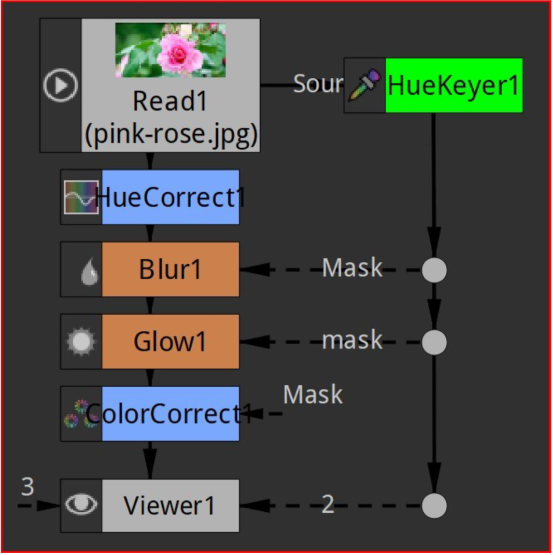 Read1
(pink-rose.jpg)
Sour
HueKeyer1
HueCorrect1
Blur1
Mask
Glow1
mask
ColorCorrect1
Mask
3
Viewer1
2